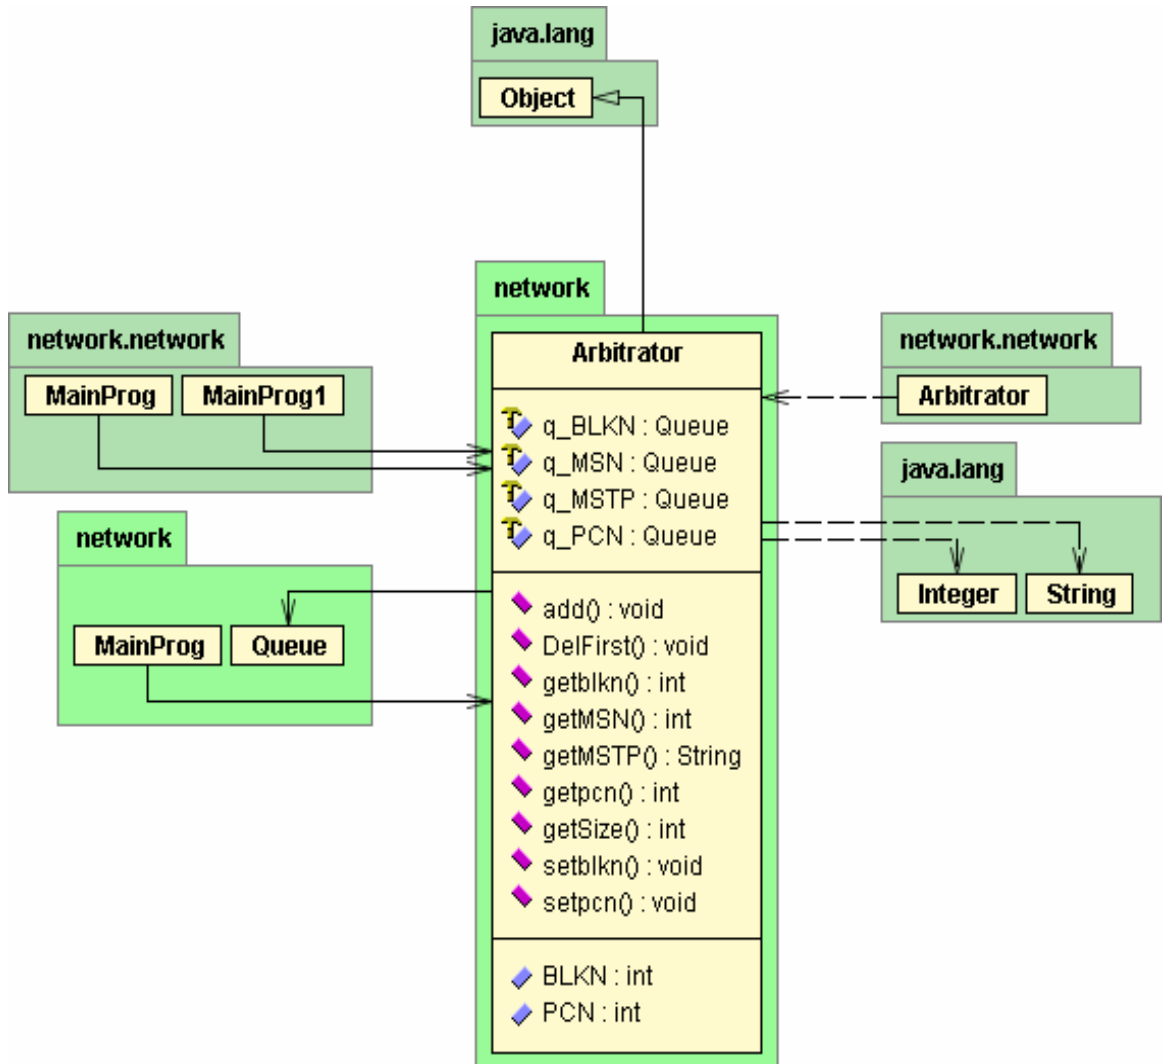 java.lang
Object
network
network.network
MainProg MainProg1
network
MainProg Queue
Arbitrator
q_BLKN : Queue
q_MSN : Queue
q_MSTP : Queue
q_PCN : Queue
add() : void
DelFirst() : void
getblkn() : int
getMSN() : int
getMSTP() : String
getpcn() : int
getSize() : int
setblkn() : void
setpcn() : void
BLKN : int
PCN : int
network.network
Arbitrator
java.lang
Integer String